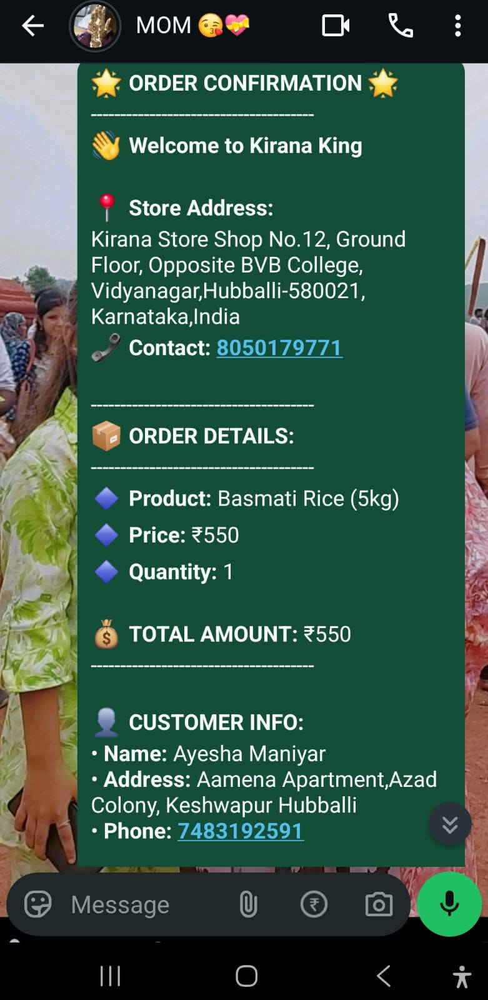 MOM 😘💝
🌟 ORDER CONFIRMATION 🌟
-----------------------------------
👋 Welcome to Kirana King
📍 Store Address:
Kirana Store Shop No.12, Ground
Floor, Opposite BVB College,
Vidyanagar,Hubballi-580021,
Karnataka,India
📞 Contact: 8050179771
-----------------------------------
📦 ORDER DETAILS:
-----------------------------------
🔷 Product: Basmati Rice (5kg)
🔷 Price: ₹550
🔷 Quantity: 1
💰 TOTAL AMOUNT: ₹550
-----------------------------------
👤 CUSTOMER INFO:
• Name: Ayesha Maniyar
• Address: Aamena Apartment,Azad
Colony, Keshwapur Hubballi
• Phone: 7483192591
Message